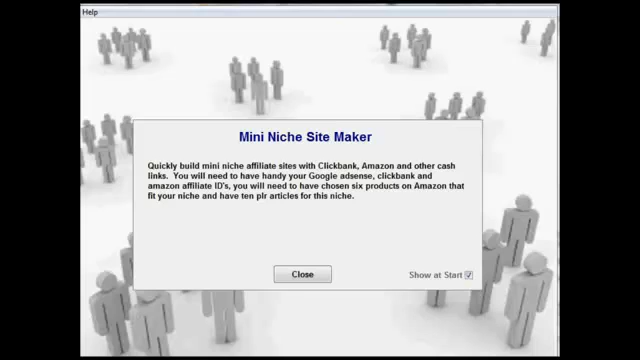 Help
Mini Niche Site Maker
Quickly build mini niche affiliate sites with Clickbank, Amazon and other cash
links. You will need to have handy your Google adsense, clickbank and
amazon affiliate ID's, you will need to have chosen six products on Amazon that
fit your niche and have ten plr articles for this niche.
Close
Show at Start